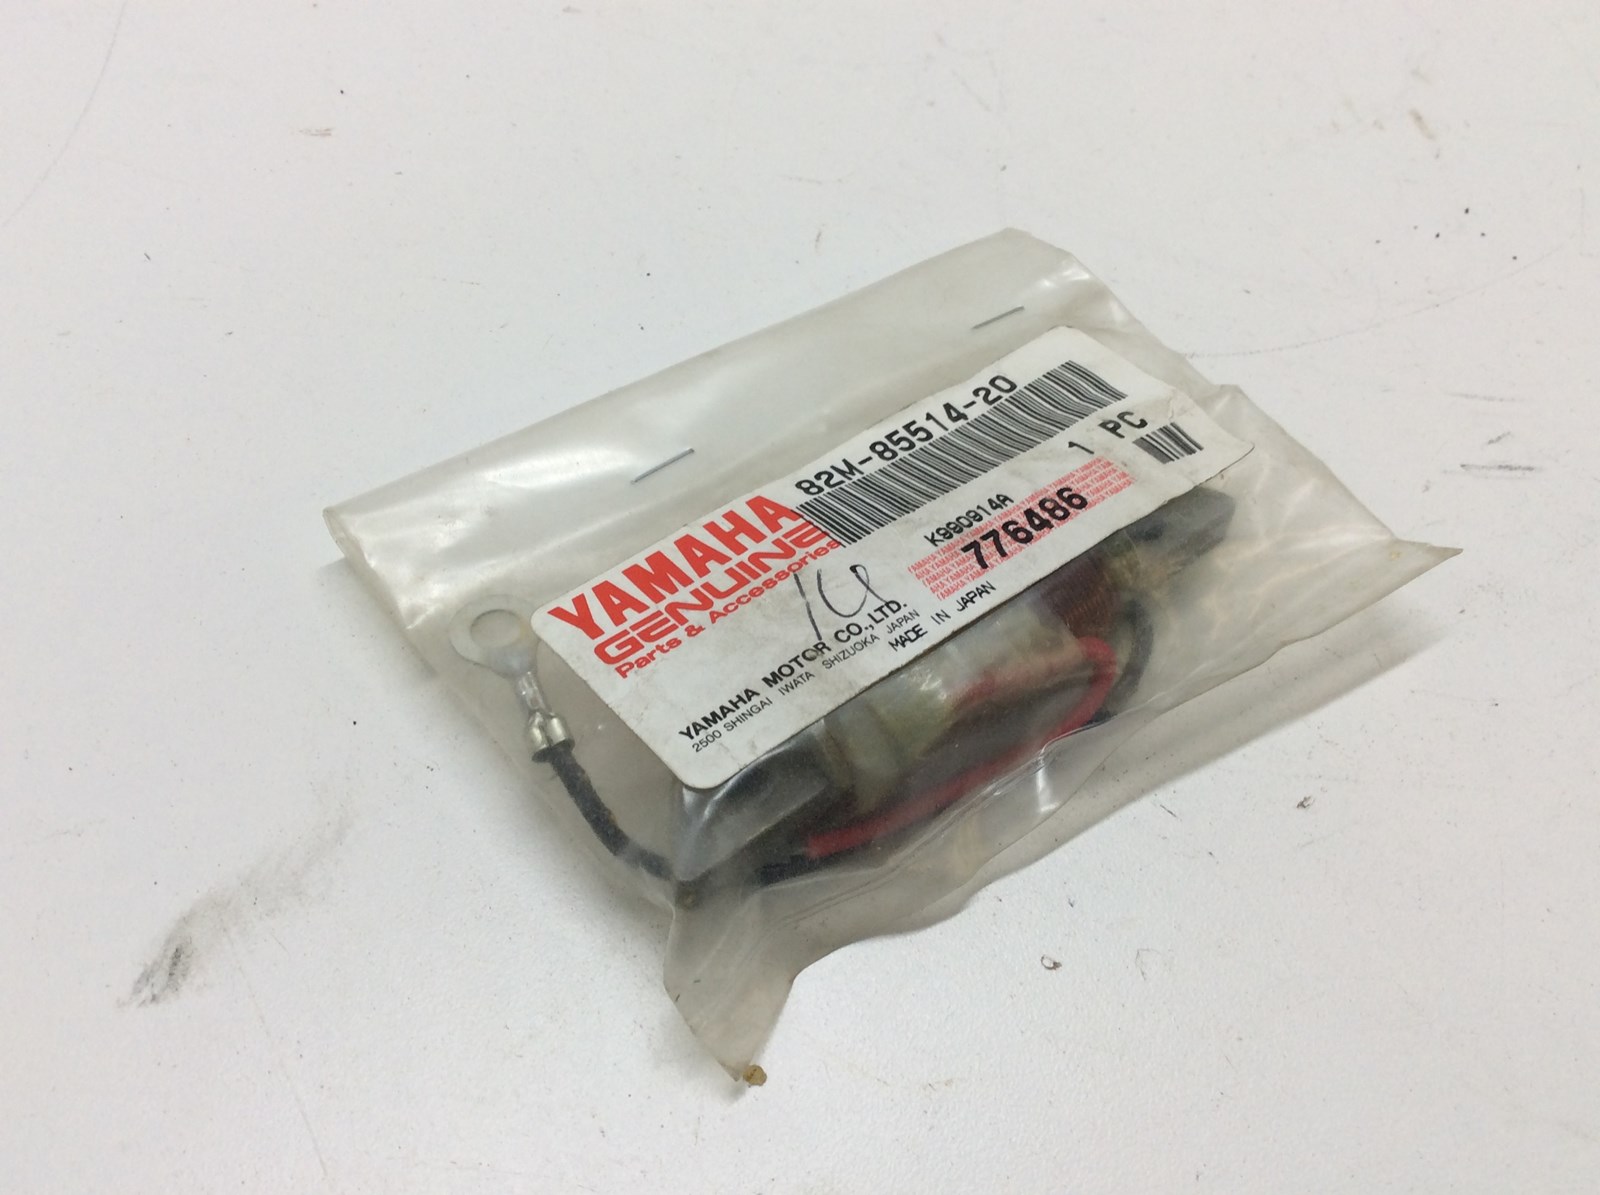 YAMAHA
GENUINE
Parts & Accessories
82M-85514-20
1 PC
K990914A
776486
YAMAHA MOTOR CO.,LTD.
2500 SHINGAI IWATA SHIZUOKA JAPAN
MADE IN JAPAN